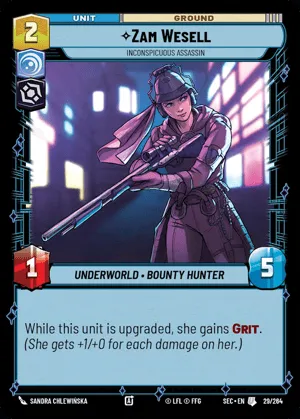 UNIT
GROUND
2
✧ZAM WESELL
INCONSPICUOUS ASSASSIN
1
5
UNDERWORLD • BOUNTY HUNTER
While this unit is upgraded, she gains GRIT.
(She gets +1/+0 for each damage on her.)
SANDRA CHLEWIŃSKA
© LFL © FFG
SEC • EN
29/264